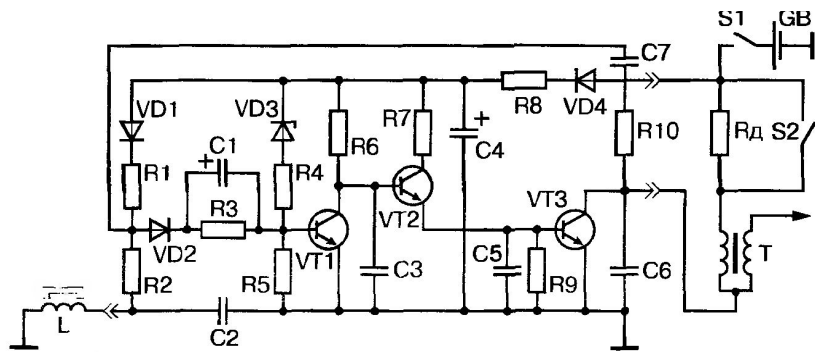 S1 GB
C7
VD1 VD3 R8 VD4
C1 R6 R7 C4 R10 Rд S2
+ +
R1 R4
R3 VT2 VT3
VD2 VT1
R2 R5 C3 C5 R9 C6 T
L C2